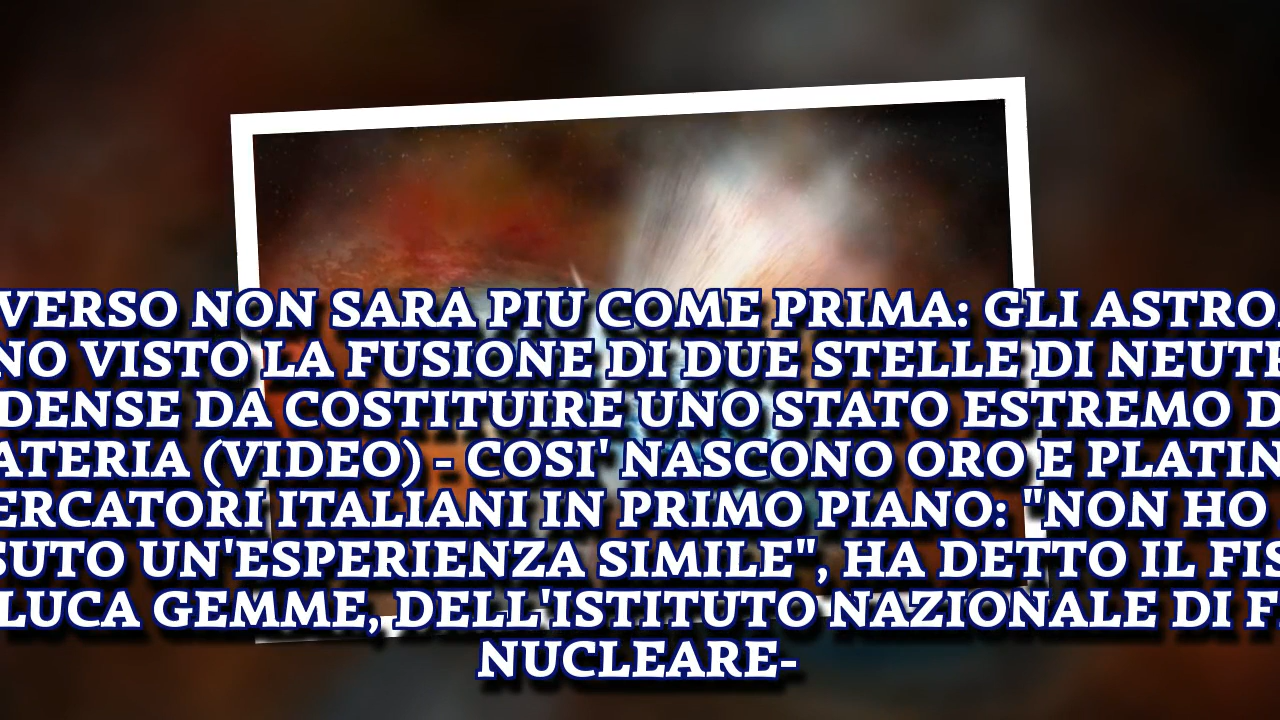 VERSO NON SARA PIU COME PRIMA: GLI ASTRO
NO VISTO LA FUSIONE DI DUE STELLE DI NEUT
DENSE DA COSTITUIRE UNO STATO ESTREMO D
ATERIA (VIDEO) - COSI' NASCONO ORO E PLATIN
ERCATORI ITALIANI IN PRIMO PIANO: "NON HO
SUTO UN'ESPERIENZA SIMILE", HA DETTO IL FIS
LUCA GEMME, DELL'ISTITUTO NAZIONALE DI F
NUCLEARE-